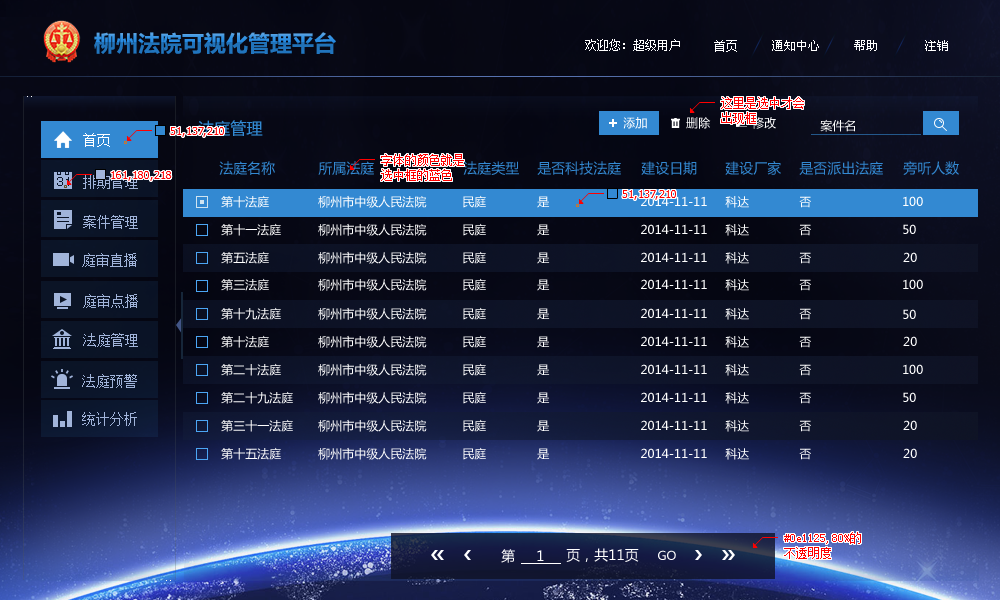 柳州法院可视化管理平台
欢迎您：超级用户 首页 通知中心 帮助 注销
法庭管理 添加 删除 修改 案件名
这里是选中才会
出现框
首页 51,137,210
排期管理 161,180,218
案件管理
庭审直播
庭审点播
法庭管理
法庭预警
统计分析
字体的颜色就是
选中框的蓝色
法庭名称 所属法庭 法庭类型 是否科技法庭 建设日期 建设厂家 是否派出法庭 旁听人数
51,137,210
第十法庭 柳州市中级人民法院 民庭 是 2014-11-11 科达 否 100
第十一法庭 柳州市中级人民法院 民庭 是 2014-11-11 科达 否 50
第五法庭 柳州市中级人民法院 民庭 是 2014-11-11 科达 否 20
第三法庭 柳州市中级人民法院 民庭 是 2014-11-11 科达 否 100
第十九法庭 柳州市中级人民法院 民庭 是 2014-11-11 科达 否 50
第十法庭 柳州市中级人民法院 民庭 是 2014-11-11 科达 否 20
第二十法庭 柳州市中级人民法院 民庭 是 2014-11-11 科达 否 100
第二十九法庭 柳州市中级人民法院 民庭 是 2014-11-11 科达 否 50
第三十一法庭 柳州市中级人民法院 民庭 是 2014-11-11 科达 否 20
第十五法庭 柳州市中级人民法院 民庭 是 2014-11-11 科达 否 20
第 1 页，共11页 GO
#0e1125,80%的
不透明度